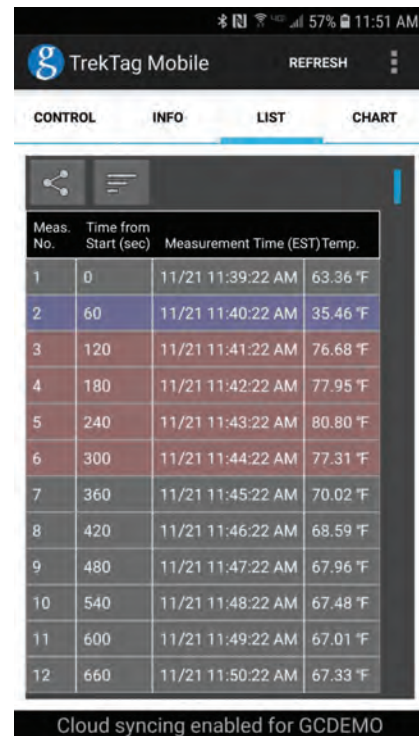 57% 11:51 AM
g TrekTag Mobile REFRESH
CONTROL INFO LIST CHART
Meas. No. Time from Start (sec) Measurement Time (EST) Temp.
1 0 11/21 11:39:22 AM 63.36 °F
2 60 11/21 11:40:22 AM 35.46 °F
3 120 11/21 11:41:22 AM 76.68 °F
4 180 11/21 11:42:22 AM 77.95 °F
5 240 11/21 11:43:22 AM 80.80 °F
6 300 11/21 11:44:22 AM 77.31 °F
7 360 11/21 11:45:22 AM 70.02 °F
8 420 11/21 11:46:22 AM 68.59 °F
9 480 11/21 11:47:22 AM 67.96 °F
10 540 11/21 11:48:22 AM 67.48 °F
11 600 11/21 11:49:22 AM 67.01 °F
12 660 11/21 11:50:22 AM 67.33 °F
Cloud syncing enabled for GCDEMO